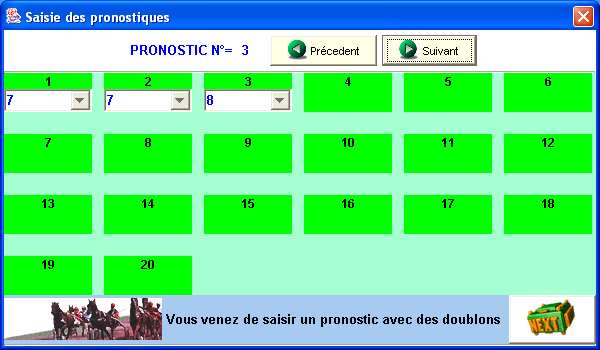 Saisie des pronostiques
PRONOSTIC N°= 3
Précedent
Suivant
1 2 3 4 5 6
7 7 8
7 8 9 10 11 12
13 14 15 16 17 18
19 20
Vous venez de saisir un pronostic avec des doublons
NEXT